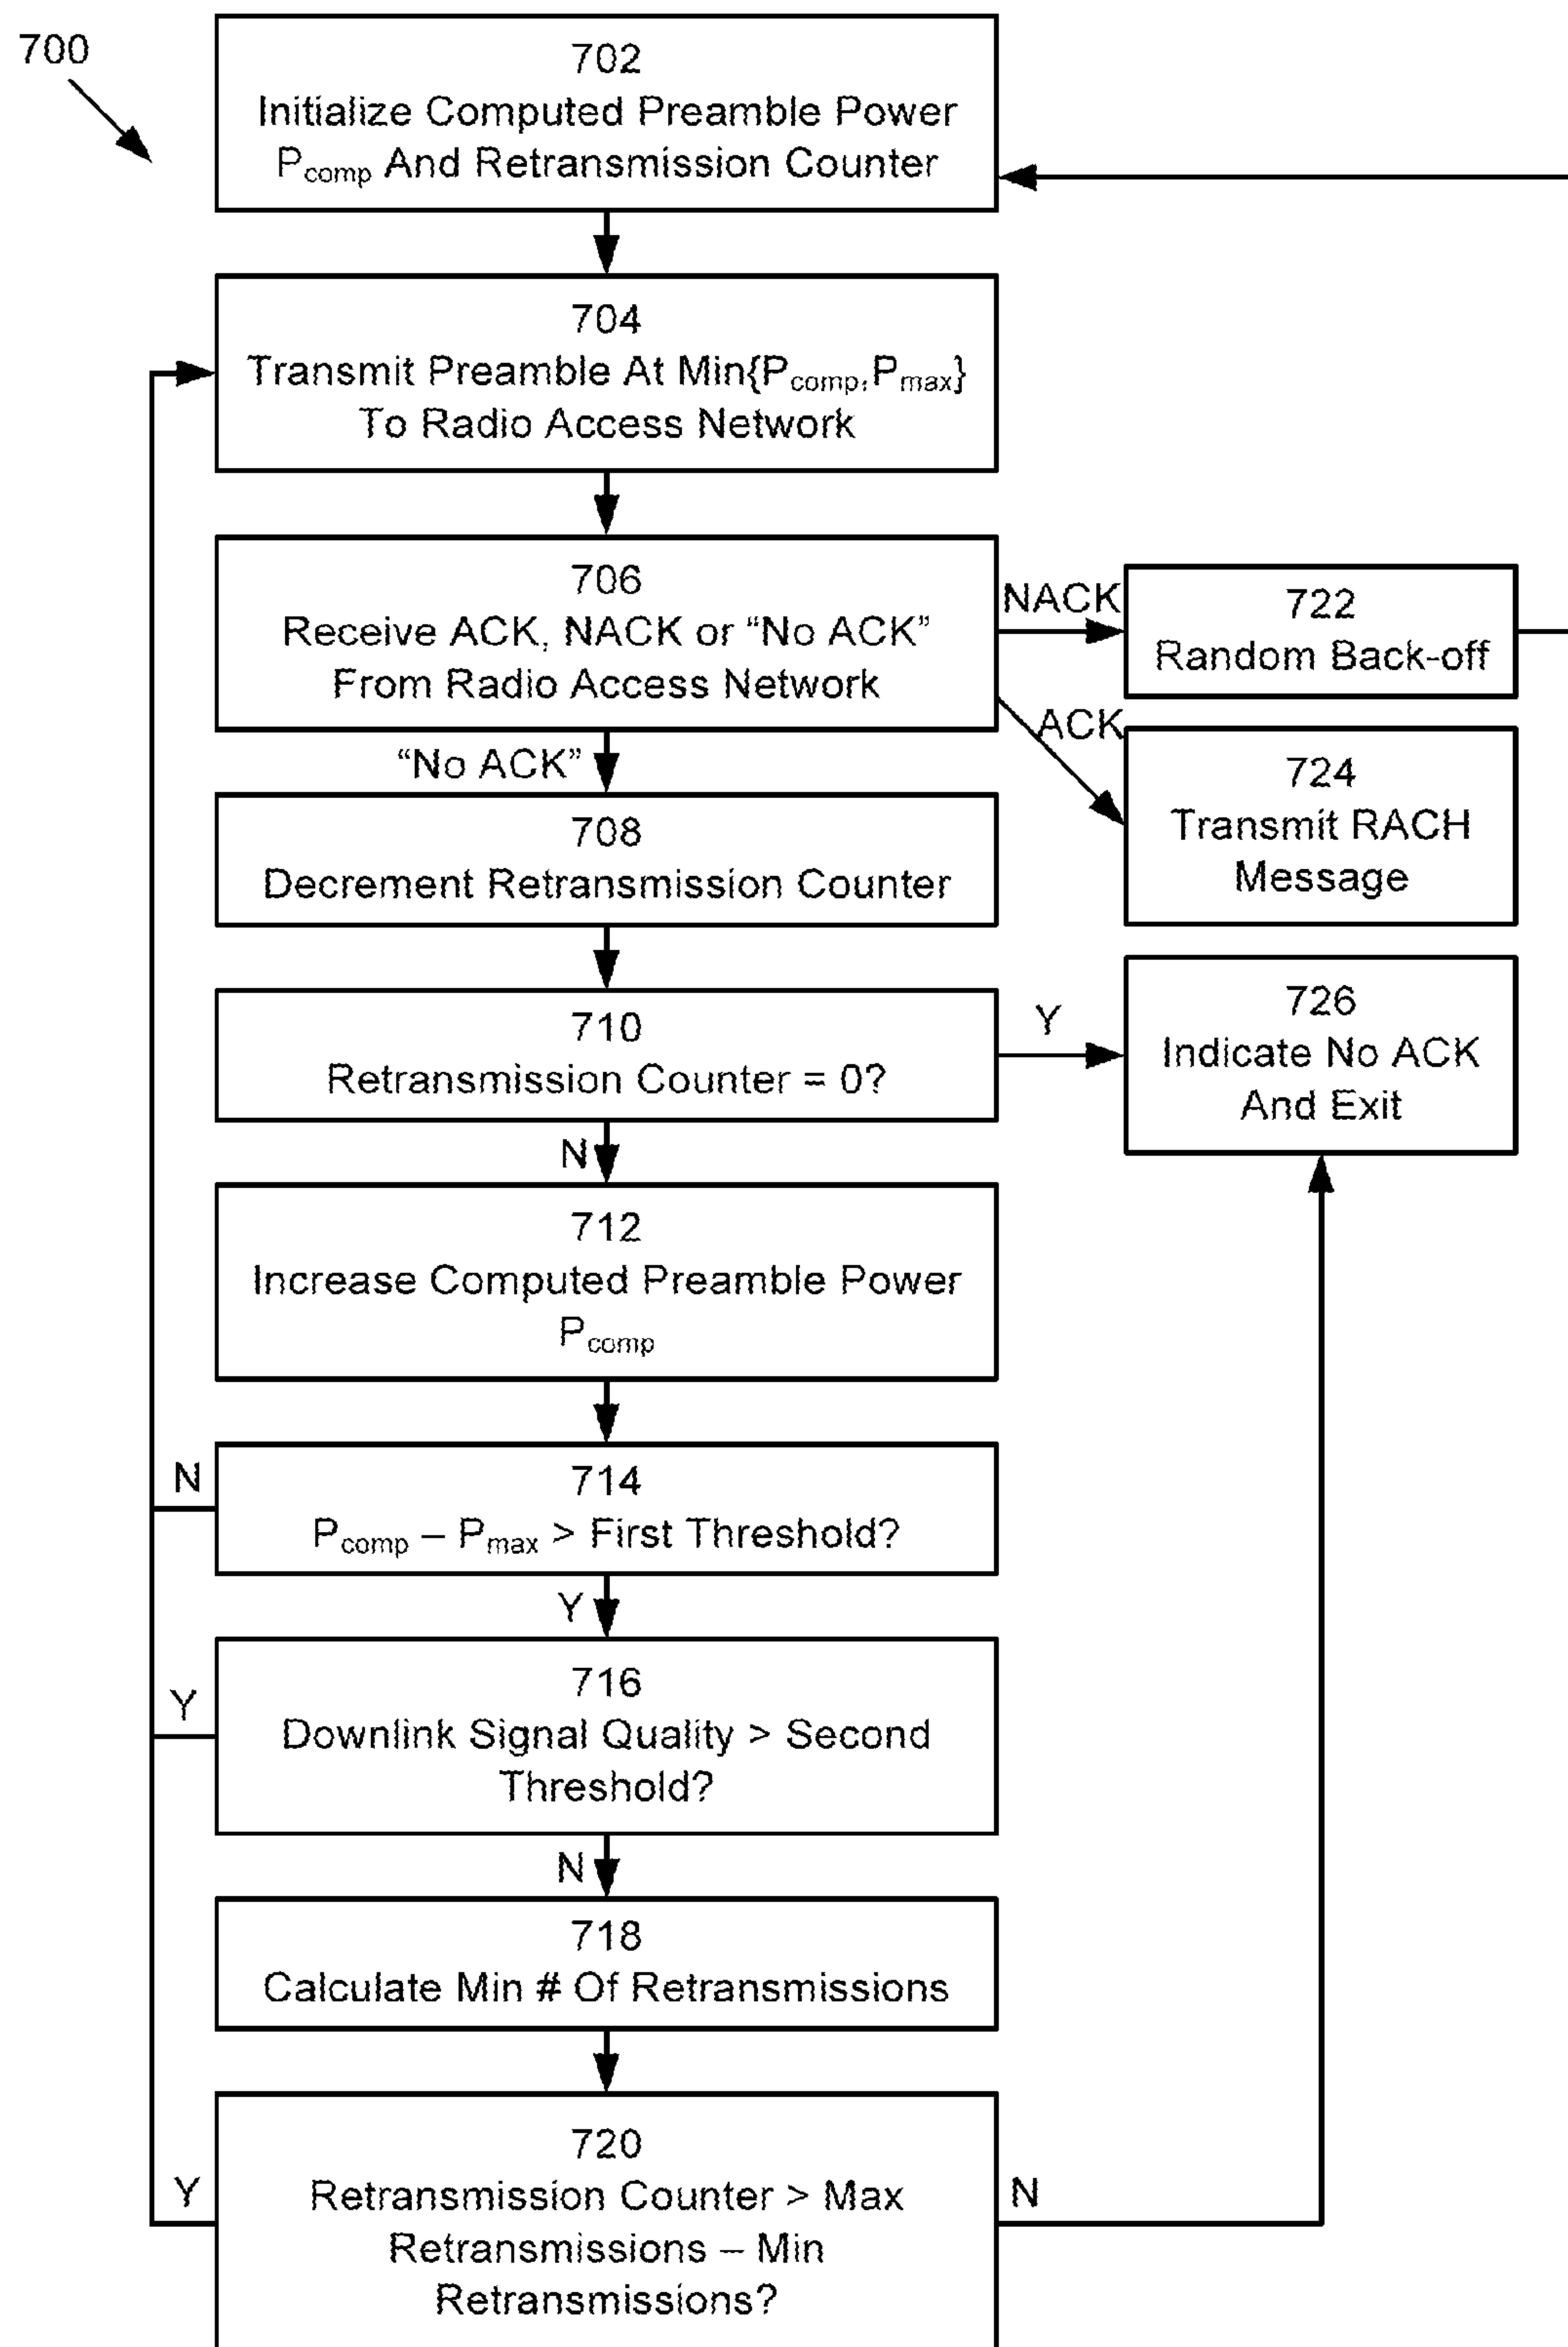 700
702
Initialize Computed Preamble Power
Pcomp And Retransmission Counter
704
Transmit Preamble At Min{Pcomp,Pmax}
To Radio Access Network
706
Receive ACK, NACK or “No ACK”
From Radio Access Network
NACK
722
Random Back-off
ACK
724
Transmit RACH
Message
“No ACK”
708
Decrement Retransmission Counter
710
Retransmission Counter = 0?
Y
726
Indicate No ACK
And Exit
N
712
Increase Computed Preamble Power
Pcomp
714
Pcomp – Pmax > First Threshold?
N
Y
716
Downlink Signal Quality > Second
Threshold?
Y
N
718
Calculate Min # Of Retransmissions
720
Retransmission Counter > Max
Retransmissions – Min
Retransmissions?
Y
N